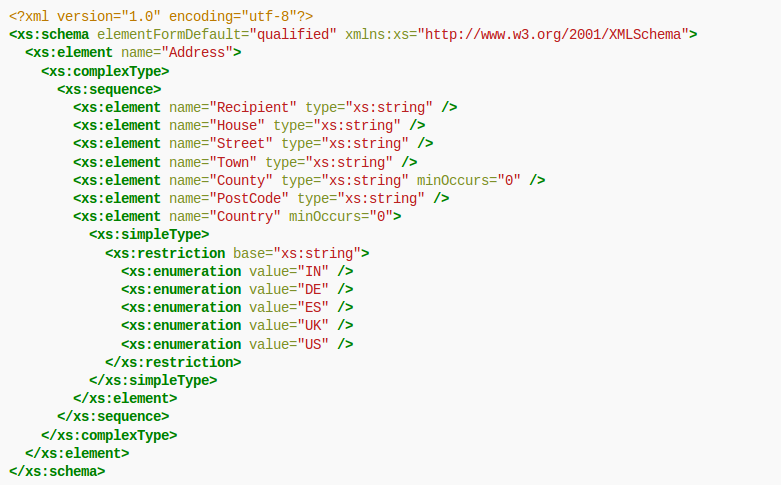 <?xml version="1.0" encoding="utf-8"?>
<xs:schema elementFormDefault="qualified" xmlns:xs="http://www.w3.org/2001/XMLSchema">
  <xs:element name="Address">
    <xs:complexType>
      <xs:sequence>
        <xs:element name="Recipient" type="xs:string" />
        <xs:element name="House" type="xs:string" />
        <xs:element name="Street" type="xs:string" />
        <xs:element name="Town" type="xs:string" />
        <xs:element name="County" type="xs:string" minOccurs="0" />
        <xs:element name="PostCode" type="xs:string" />
        <xs:element name="Country" minOccurs="0">
          <xs:simpleType>
            <xs:restriction base="xs:string">
              <xs:enumeration value="IN" />
              <xs:enumeration value="DE" />
              <xs:enumeration value="ES" />
              <xs:enumeration value="UK" />
              <xs:enumeration value="US" />
            </xs:restriction>
          </xs:simpleType>
        </xs:element>
      </xs:sequence>
    </xs:complexType>
  </xs:element>
</xs:schema>